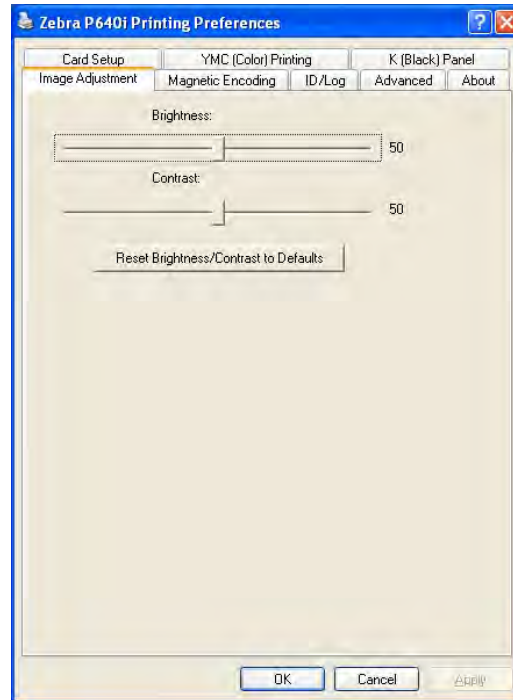 Zebra P640i Printing Preferences
Card Setup YMC (Color) Printing K (Black) Panel
Image Adjustment Magnetic Encoding ID/Log Advanced About
Brightness:
50
Contrast:
50
Reset Brightness/Contrast to Defaults
OK Cancel Apply